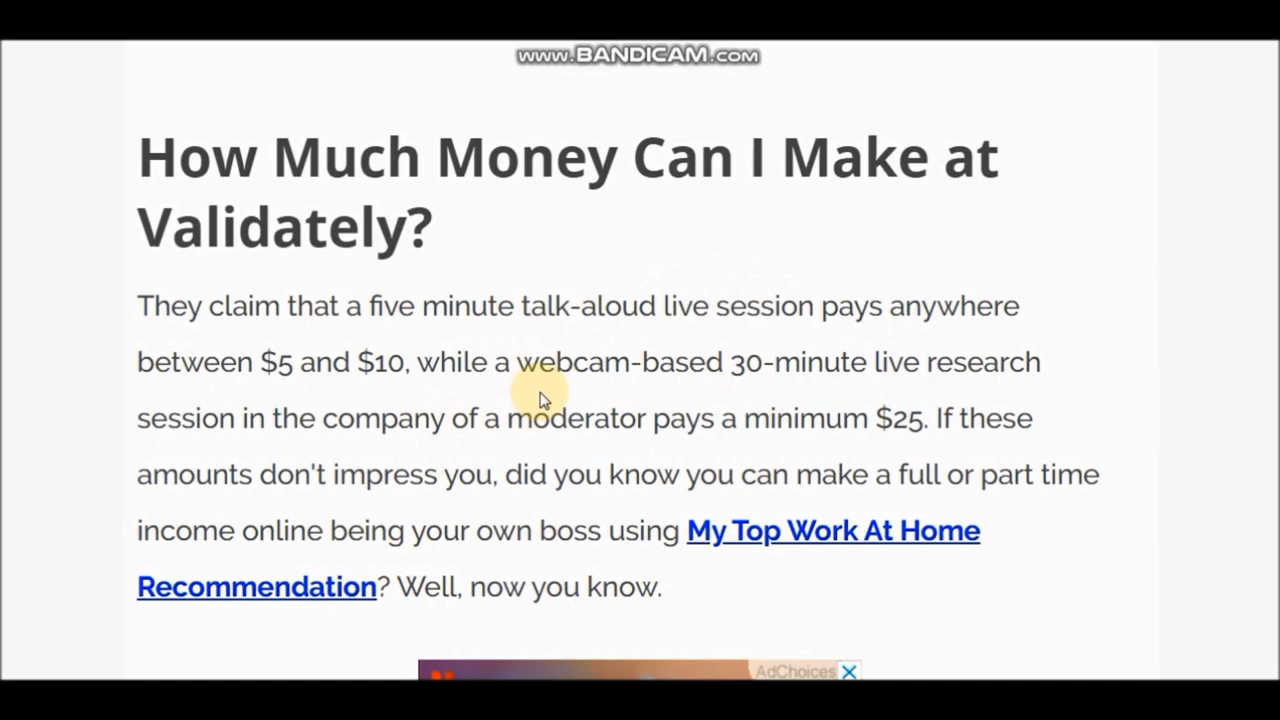 www.BANDICAM.com
How Much Money Can I Make at
Validately?
They claim that a five minute talk-aloud live session pays anywhere
between $5 and $10, while a webcam-based 30-minute live research
session in the company of a moderator pays a minimum $25. If these
amounts don't impress you, did you know you can make a full or part time
income online being your own boss using My Top Work At Home
Recommendation? Well, now you know.
AdChoices